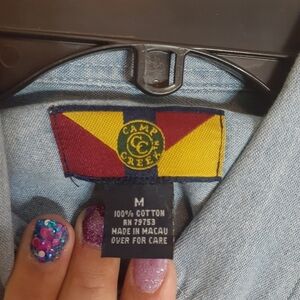 CAMP
CC
CREEK
M
100% COTTON
RN 79753
MADE IN MACAU
OVER FOR CARE